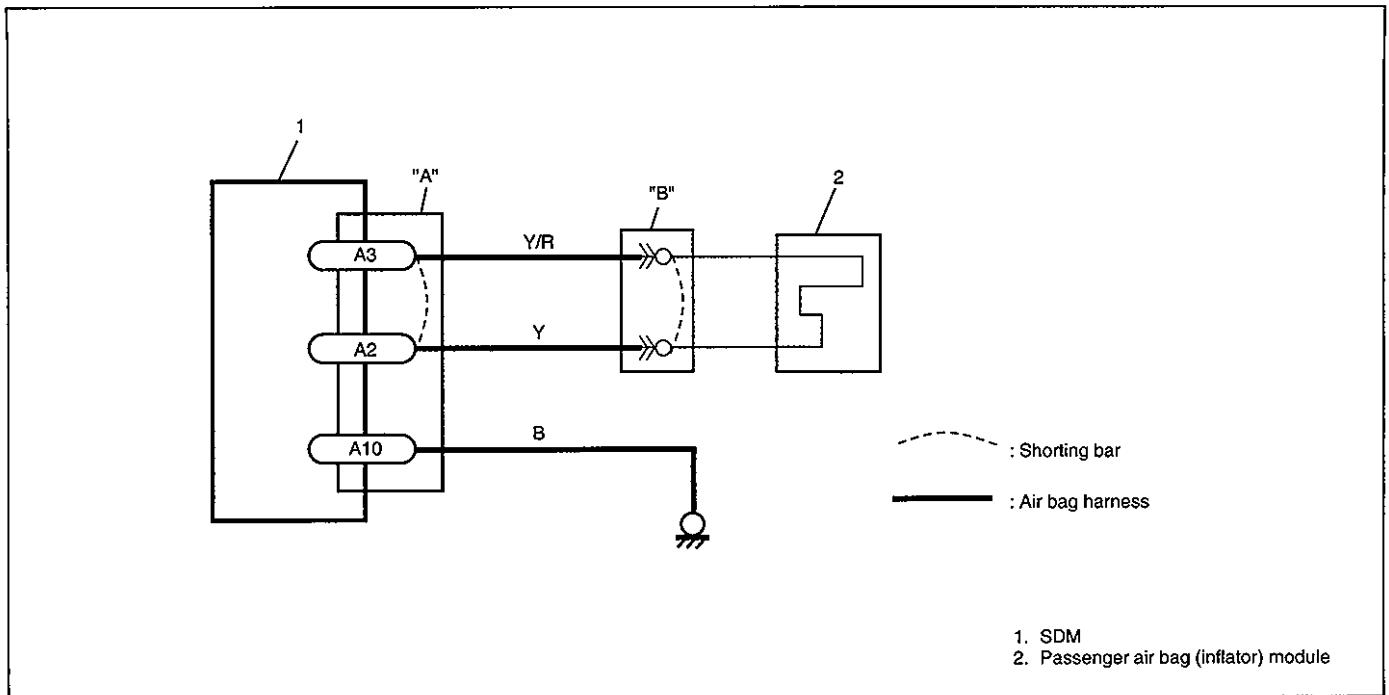 1
"A"
"B"
2
A3
Y/R
A2
Y
A10
B
: Shorting bar
: Air bag harness
1. SDM
2. Passenger air bag (inflator) module